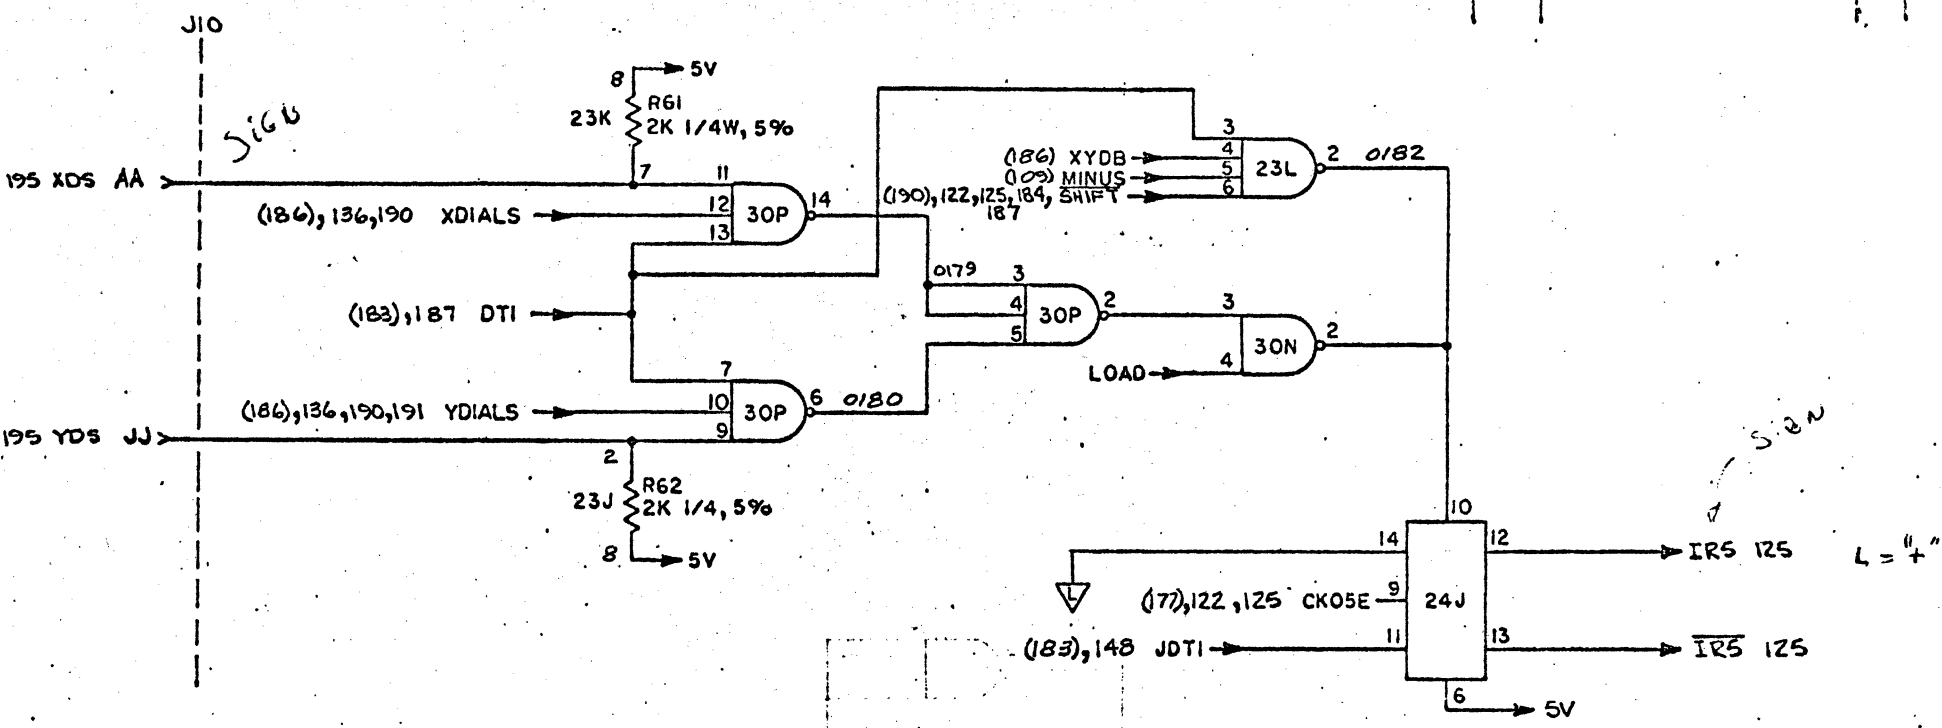 J10
SIGN
8 5V
23K R61
2K 1/4W, 5%
195 XDS AA
7
11
(186), 136, 190 XDIALS
12
13
30P
14
3
(186) XYDB
4
(109) MINUS
5
(190), 122, 125, 184, SHIFT
187
6
23L
2
0182
0179
3
4
5
30P
2
(183), 187 DTI
3
LOAD
4
30N
2
7
(186), 136, 190, 191 YDIALS
10
9
30P
6
0180
195 YDS JJ
2
23J R62
2K 1/4, 5%
8 5V
SIGN
10
14
12
IR5 125
L = "+"
(177), 122, 125 CK05E
9
24J
(183), 148 JDTI
11
13
IR5 125
6
5V
L